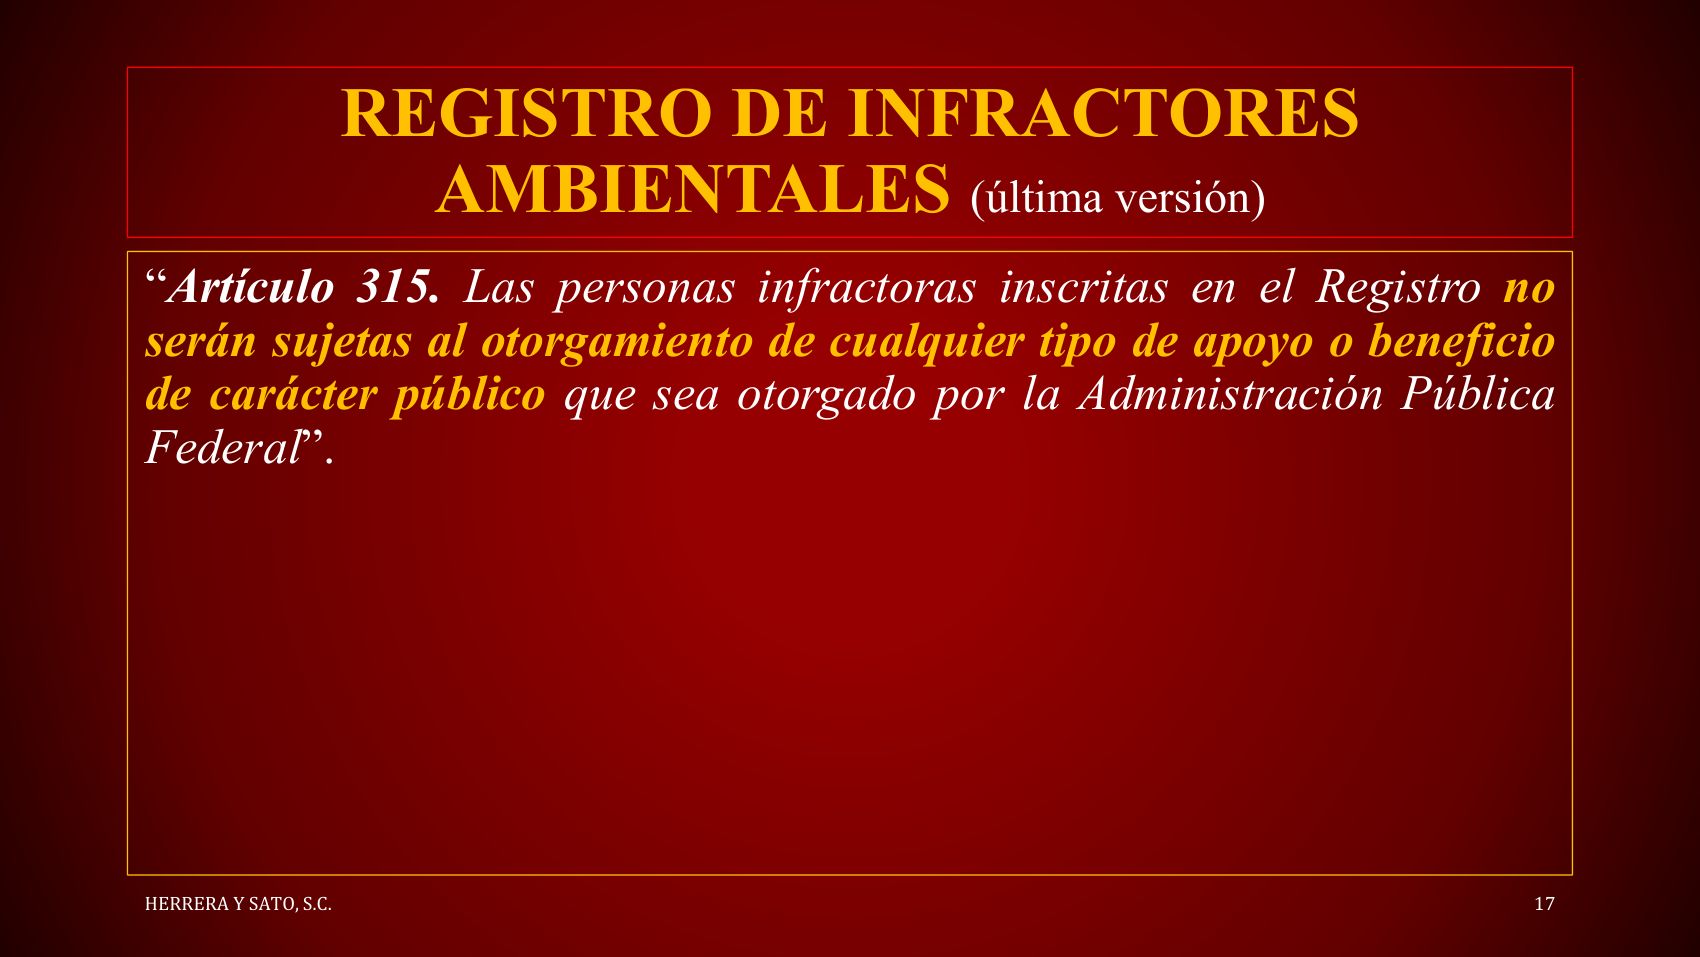 REGISTRO DE INFRACTORES
AMBIENTALES (última versión)
“Artículo 315. Las personas infractoras inscritas en el Registro no
serán sujetas al otorgamiento de cualquier tipo de apoyo o beneficio
de carácter público que sea otorgado por la Administración Pública
Federal”.
HERRERA Y SATO, S.C.
17